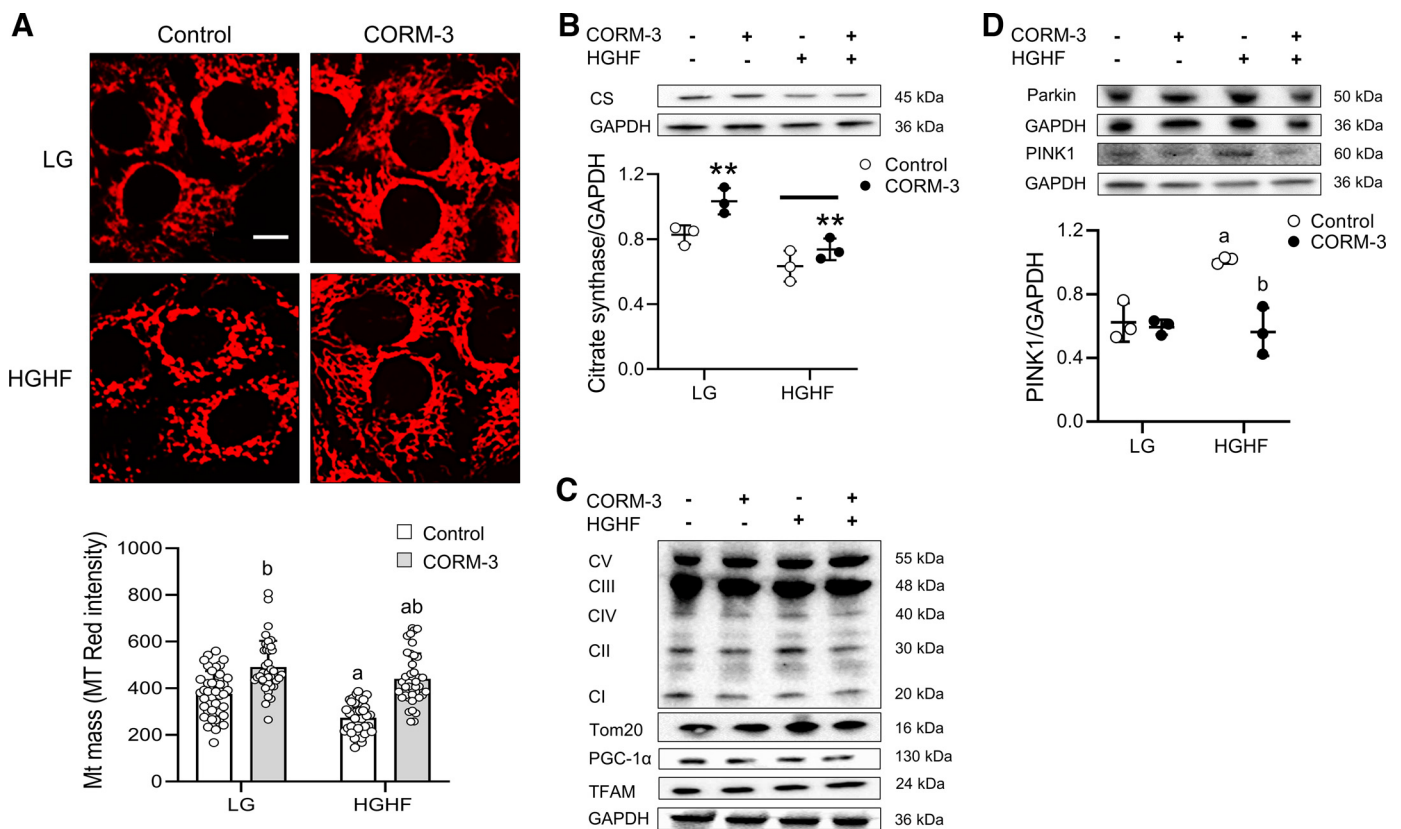 A
Control CORM-3
LG
HGHF
Mt mass (MT Red intensity)
Control
CORM-3
1000
800
600
400
200
0
b
a
ab
LG HGHF
B
CORM-3 - + - +
HGHF - - + +
CS 45 kDa
GAPDH 36 kDa
Citrate synthase/GAPDH
Control
CORM-3
1.2
0.8
0.4
0.0
**
**
LG HGHF
C
CORM-3 - + - +
HGHF - - + +
CV 55 kDa
CIII 48 kDa
CIV 40 kDa
CII 30 kDa
CI 20 kDa
Tom20 16 kDa
PGC-1α 130 kDa
TFAM 24 kDa
GAPDH 36 kDa
D
CORM-3 - + - +
HGHF - - + +
Parkin 50 kDa
GAPDH 36 kDa
PINK1 60 kDa
GAPDH 36 kDa
PINK1/GAPDH
Control
CORM-3
1.2
0.8
0.4
0.0
a
b
LG HGHF